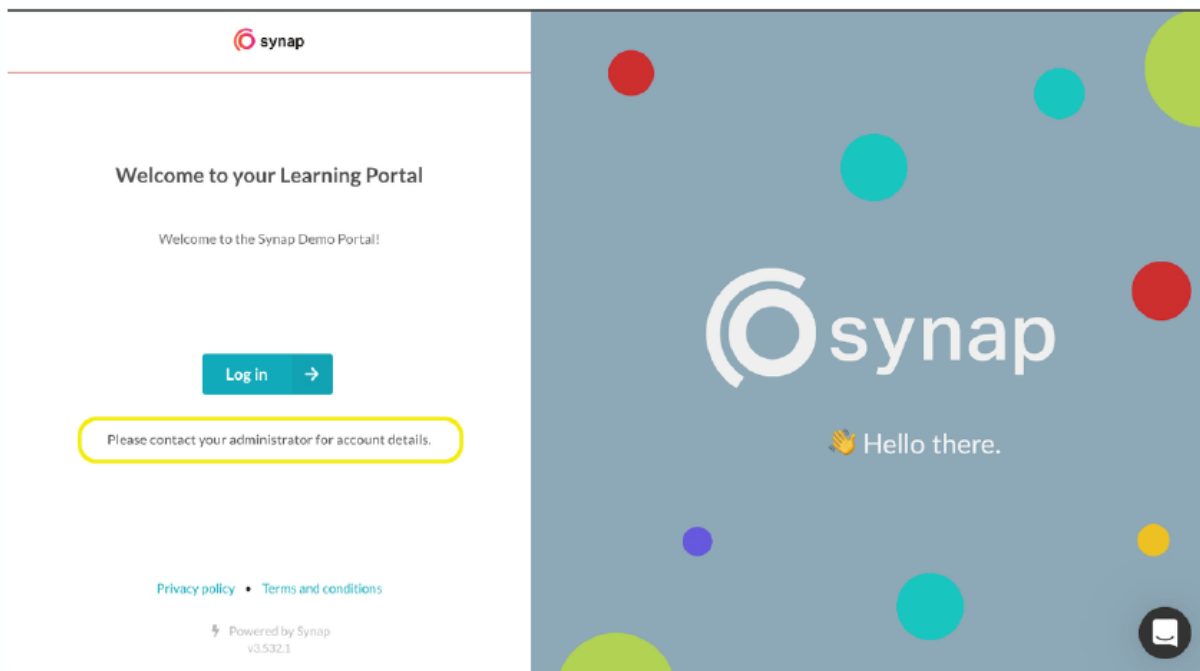 synap
Welcome to your Learning Portal
Welcome to the Synap Demo Portal!
Log in
Please contact your administrator for account details.
Privacy policy • Terms and conditions
Powered by Synap
v3.532.1
synap
👋 Hello there.